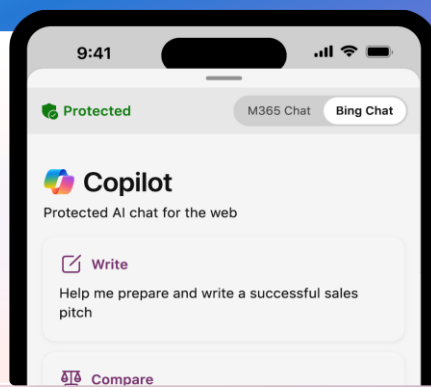 9:41
Protected
M365 Chat
Bing Chat
Copilot
Protected AI chat for the web
Write
Help me prepare and write a successful sales
pitch
Compare